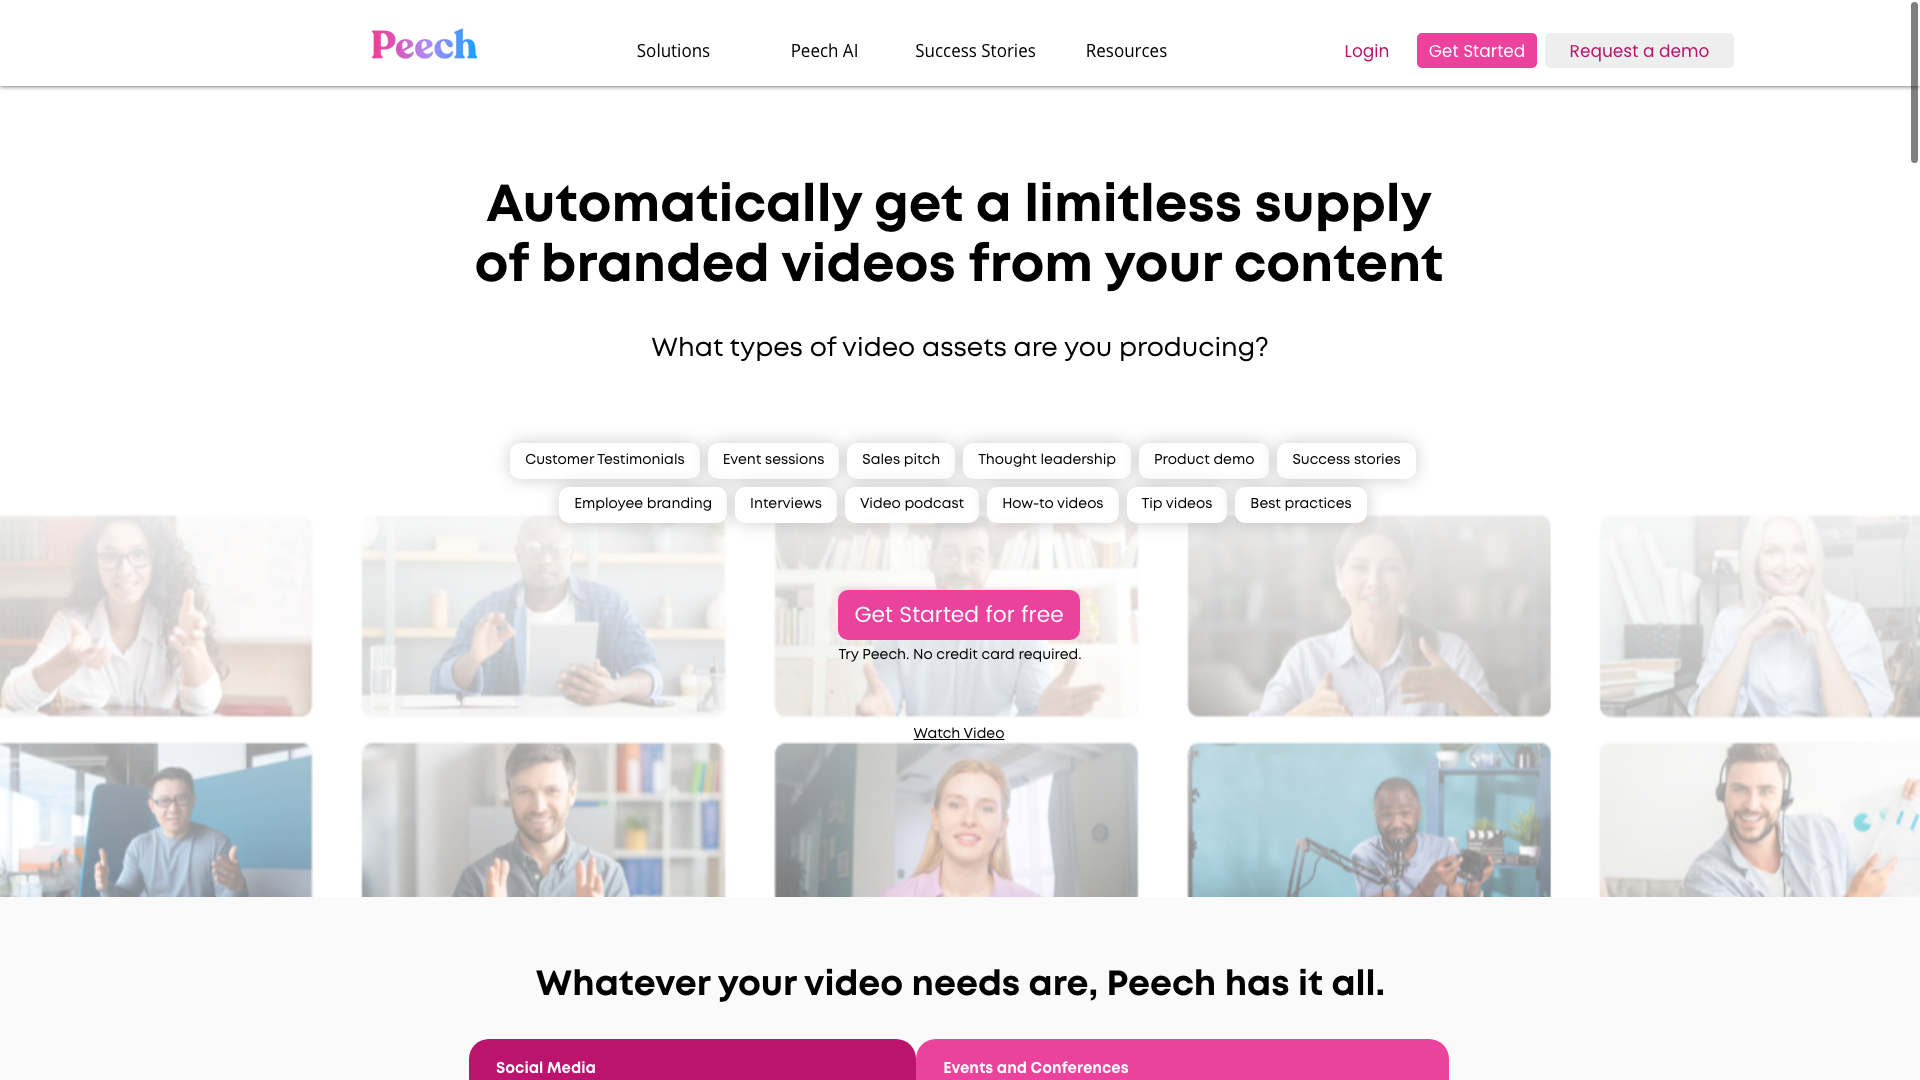 Peech
Solutions
Peech AI
Success Stories
Resources
Login
Get Started
Request a demo
Automatically get a limitless supply
of branded videos from your content
What types of video assets are you producing?
Customer Testimonials
Event sessions
Sales pitch
Thought leadership
Product demo
Success stories
Employee branding
Interviews
Video podcast
How-to videos
Tip videos
Best practices
Get Started for free
Try Peech. No credit card required.
Watch Video
Whatever your video needs are, Peech has it all.
Social Media
Events and Conferences